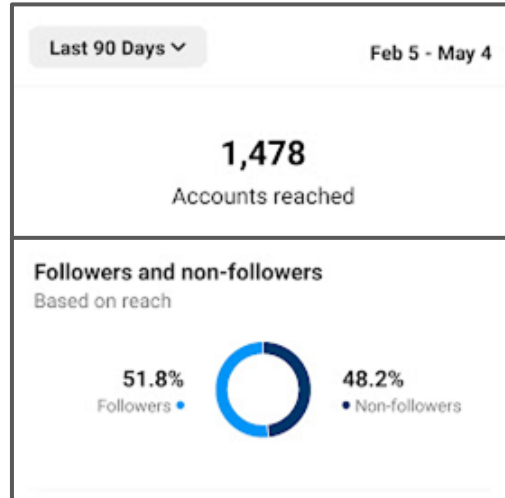 Last 90 Days
Feb 5 - May 4
1,478
Accounts reached
Followers and non-followers
Based on reach
51.8%
Followers
48.2%
Non-followers